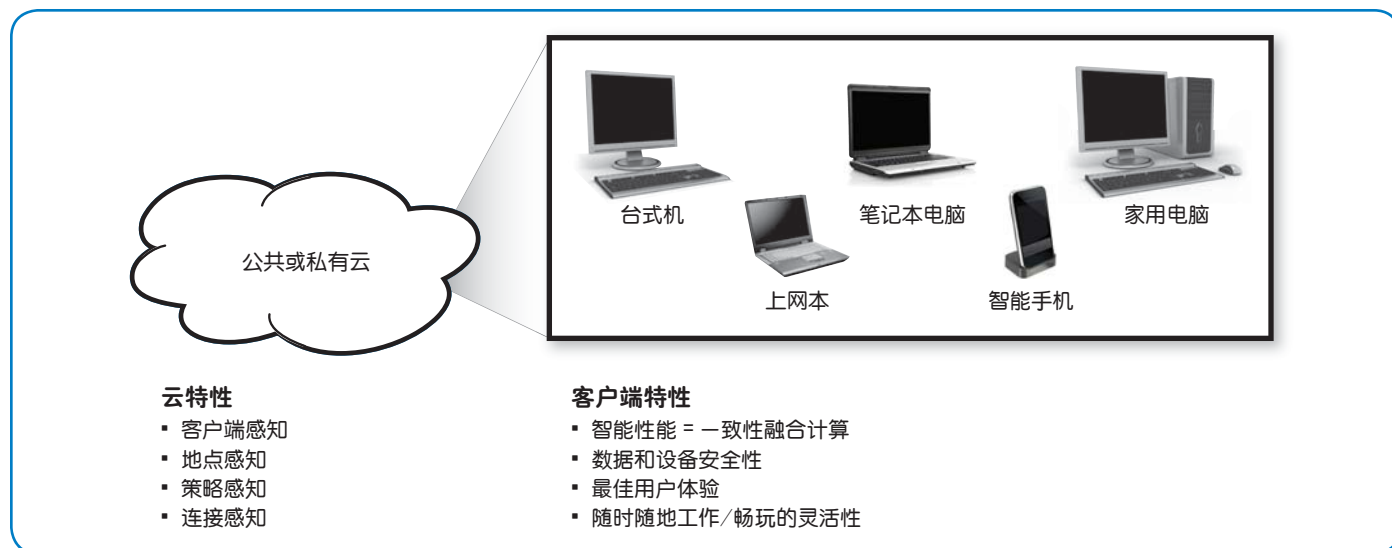 台式机
笔记本电脑
家用电脑
公共或私有云
上网本
智能手机
云特性
▪ 客户端感知
▪ 地点感知
▪ 策略感知
▪ 连接感知
客户端特性
▪ 智能性能 = 一致性融合计算
▪ 数据和设备安全性
▪ 最佳用户体验
▪ 随时随地工作/畅玩的灵活性